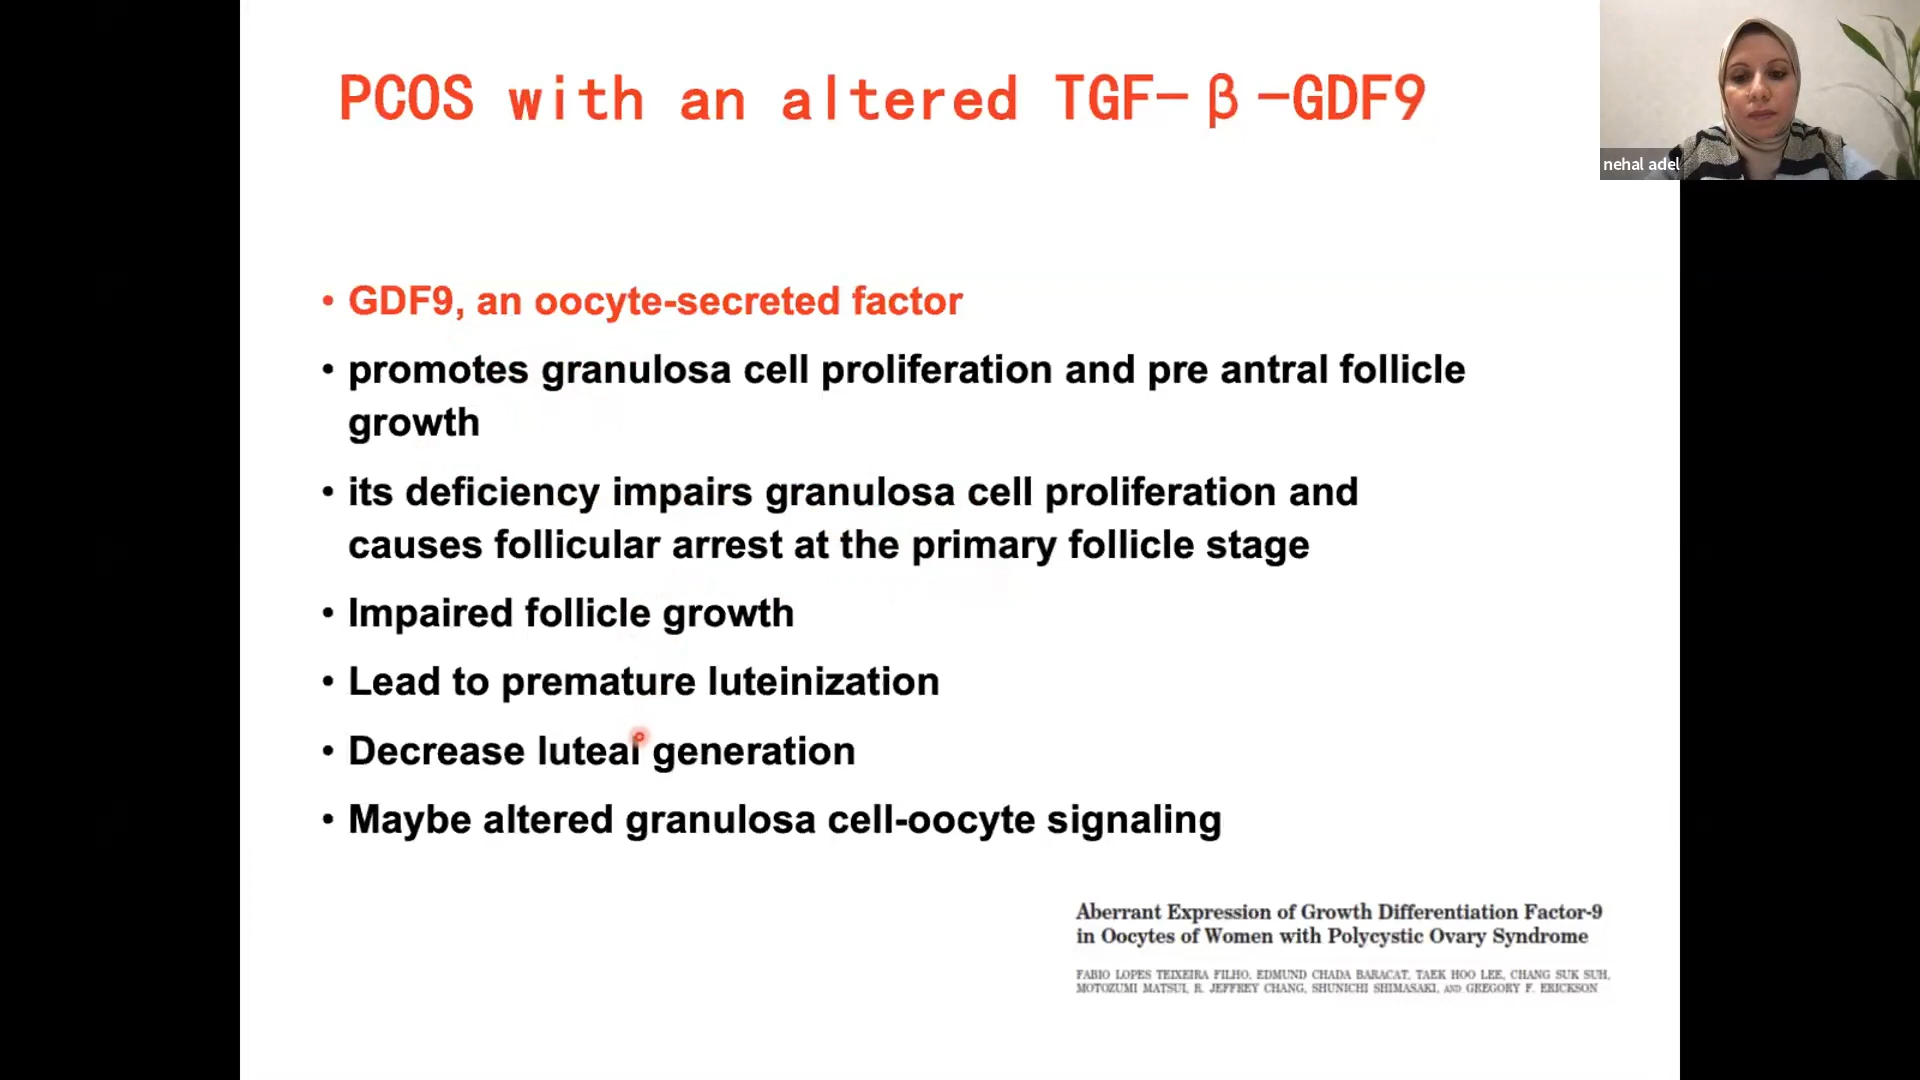 PCOS with an altered TGF-β-GDF9
nehal adel
• GDF9, an oocyte-secreted factor
• promotes granulosa cell proliferation and pre antral follicle
growth
• its deficiency impairs granulosa cell proliferation and
causes follicular arrest at the primary follicle stage
• Impaired follicle growth
• Lead to premature luteinization
• Decrease luteal generation
• Maybe altered granulosa cell-oocyte signaling
Aberrant Expression of Growth Differentiation Factor-9
in Oocytes of Women with Polycystic Ovary Syndrome
FABIO LOPES TEIXEIRA FILHO, EDMUND CHADA BARACAT, TAEK HOO LEE, CHANG SUK SUH,
MOTOZUMI MATSUI, R. JEFFREY CHANG, SHUNICHI SHIMASAKI, AND GREGORY F. ERICKSON